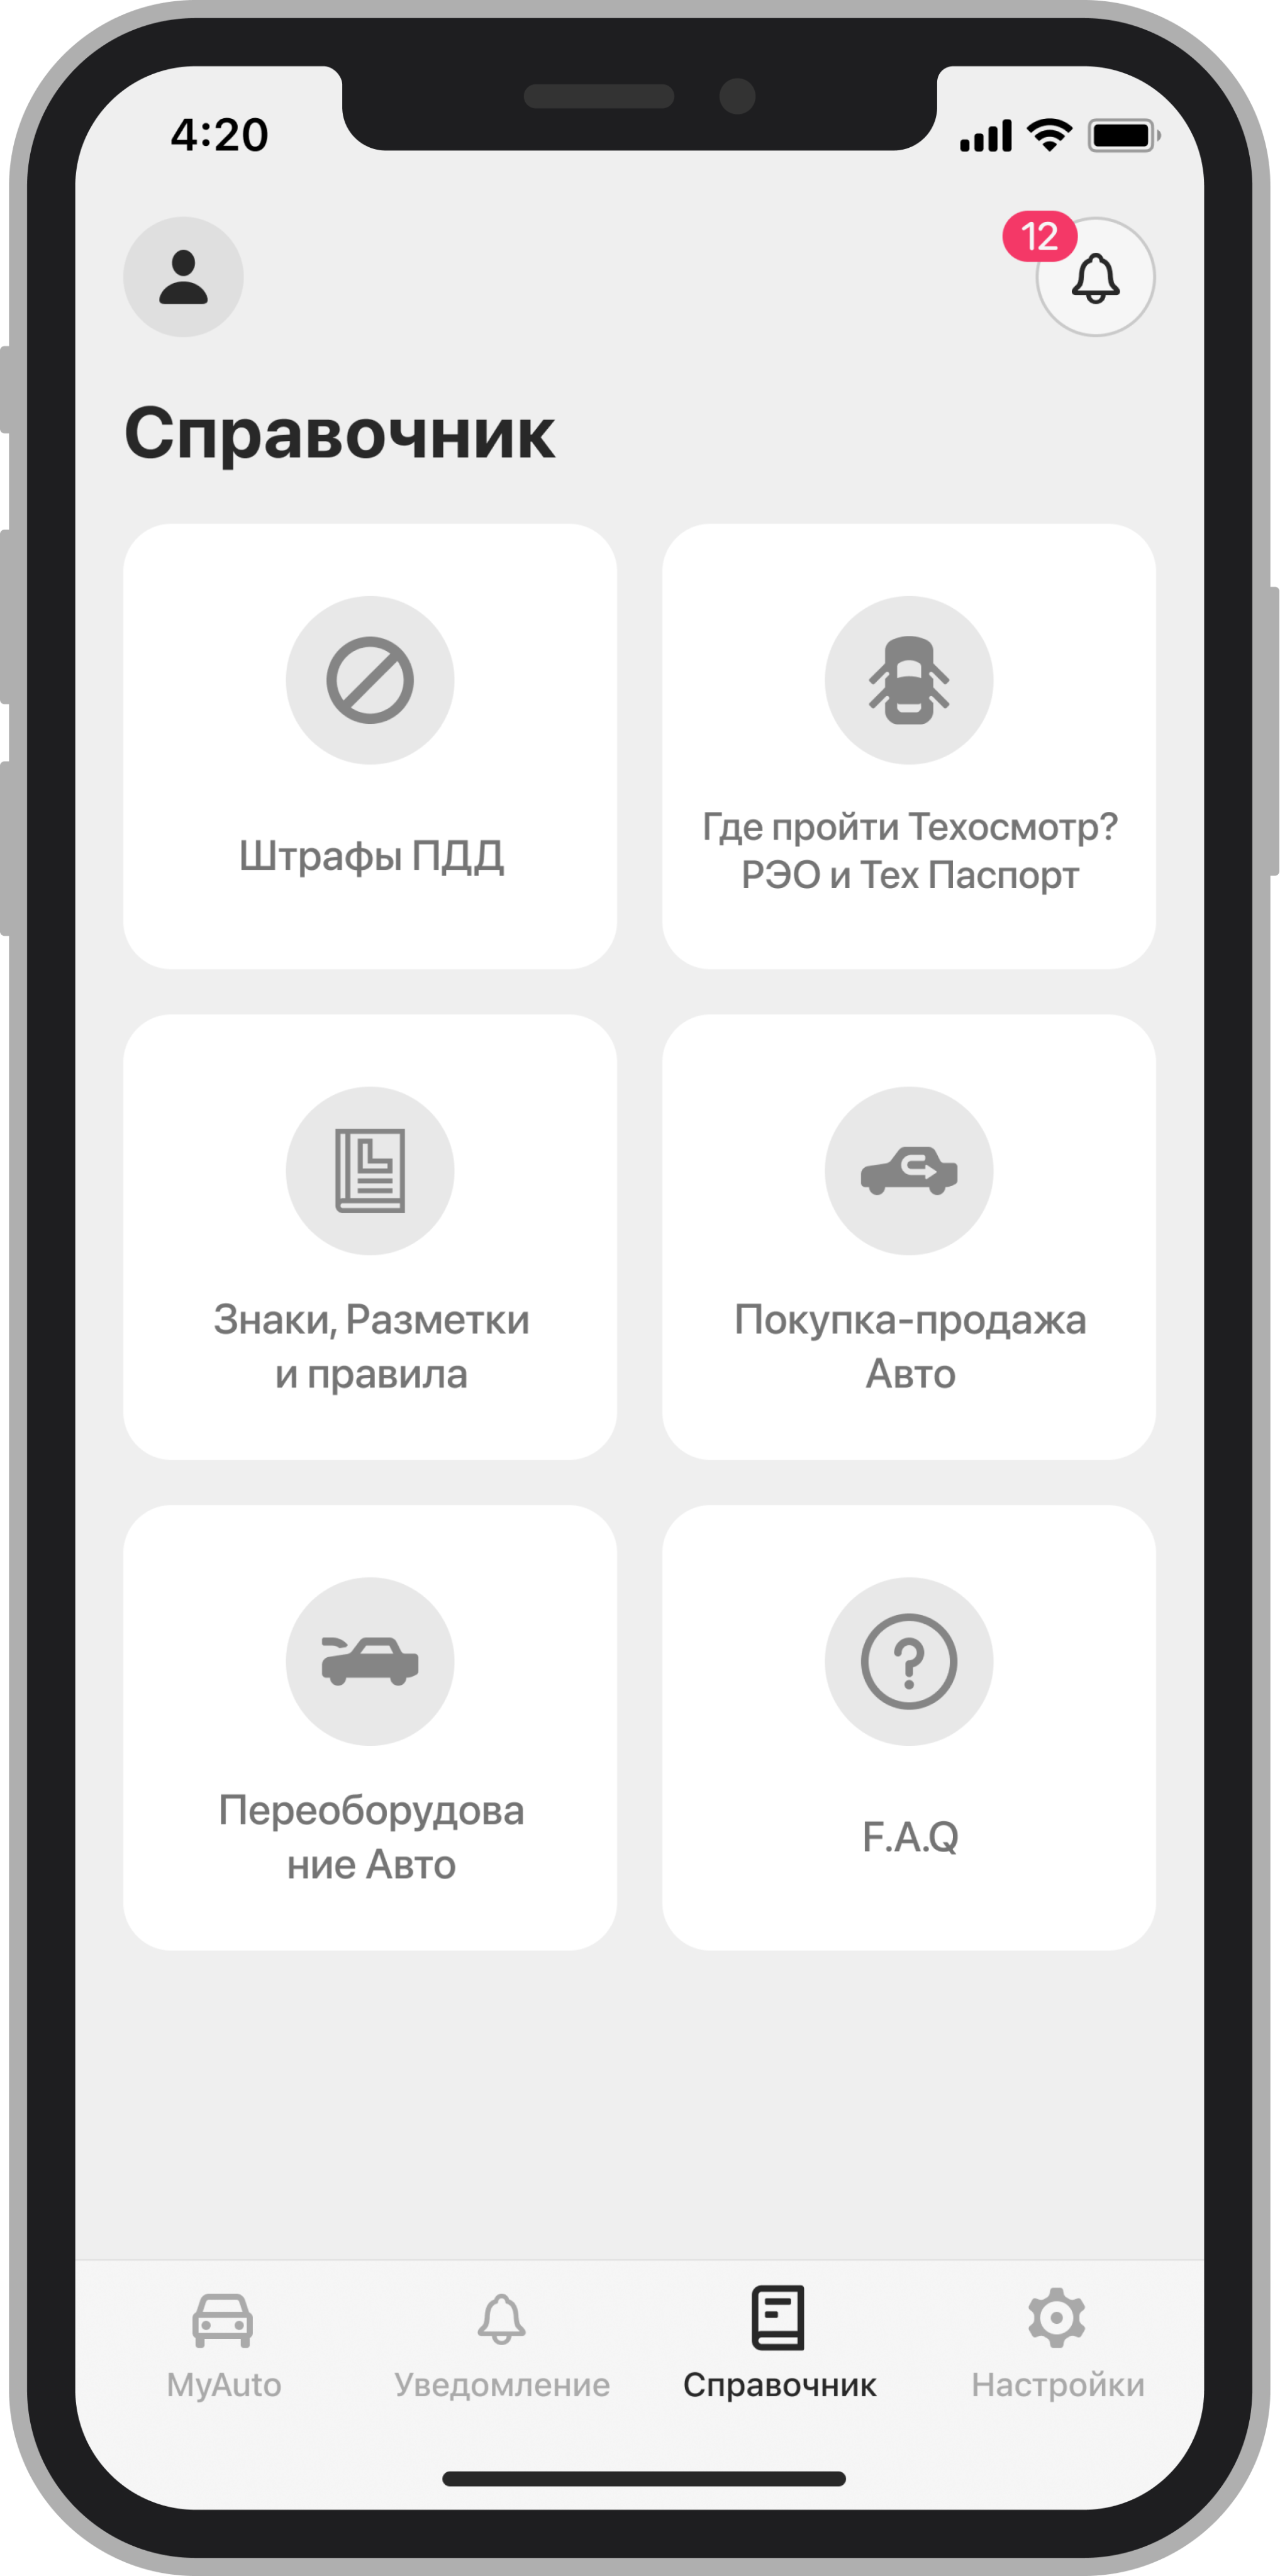 4:20
12
Справочник
Штрафы ПДД
Где пройти Техосмотр?
РЭО и Тех Паспорт
Знаки, Разметки
и правила
Покупка-продажа
Авто
Переоборудова
ние Авто
F.A.Q
MyAuto
Уведомление
Справочник
Настройки